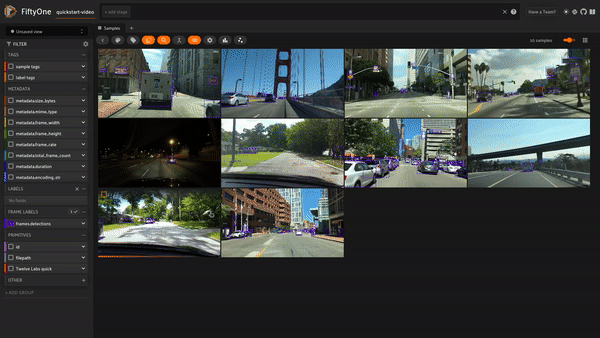 FiftyOne
quickstart-video
+ add stage
Have a Team?
Unsaved view
Samples
+
FILTER
TAGS
sample tags
label tags
METADATA
metadata.size_bytes
metadata.mime_type
metadata.frame_width
metadata.frame_height
metadata.frame_rate
metadata.total_frame_count
metadata.duration
metadata.encoding_str
LABELS
No fields
FRAME LABELS
1
frames.detections
PRIMITIVES
id
filepath
Twelve Labs quick
OTHER
+ ADD GROUP
10 samples